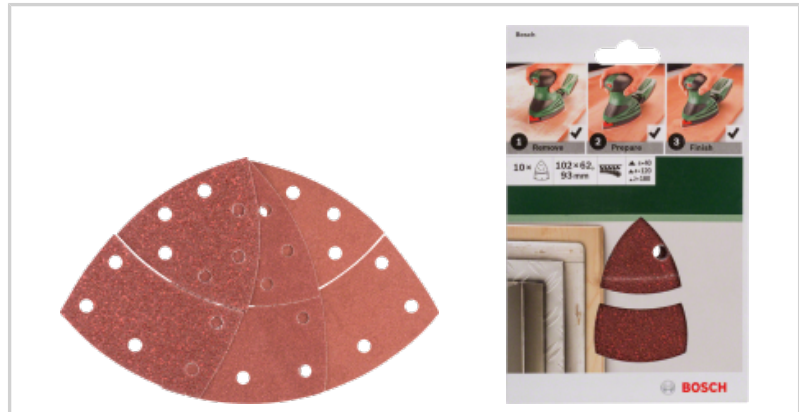 Bosch
1 Remove
2 Prepare
3 Finish
10×
102×62,
93 mm
BOSCH